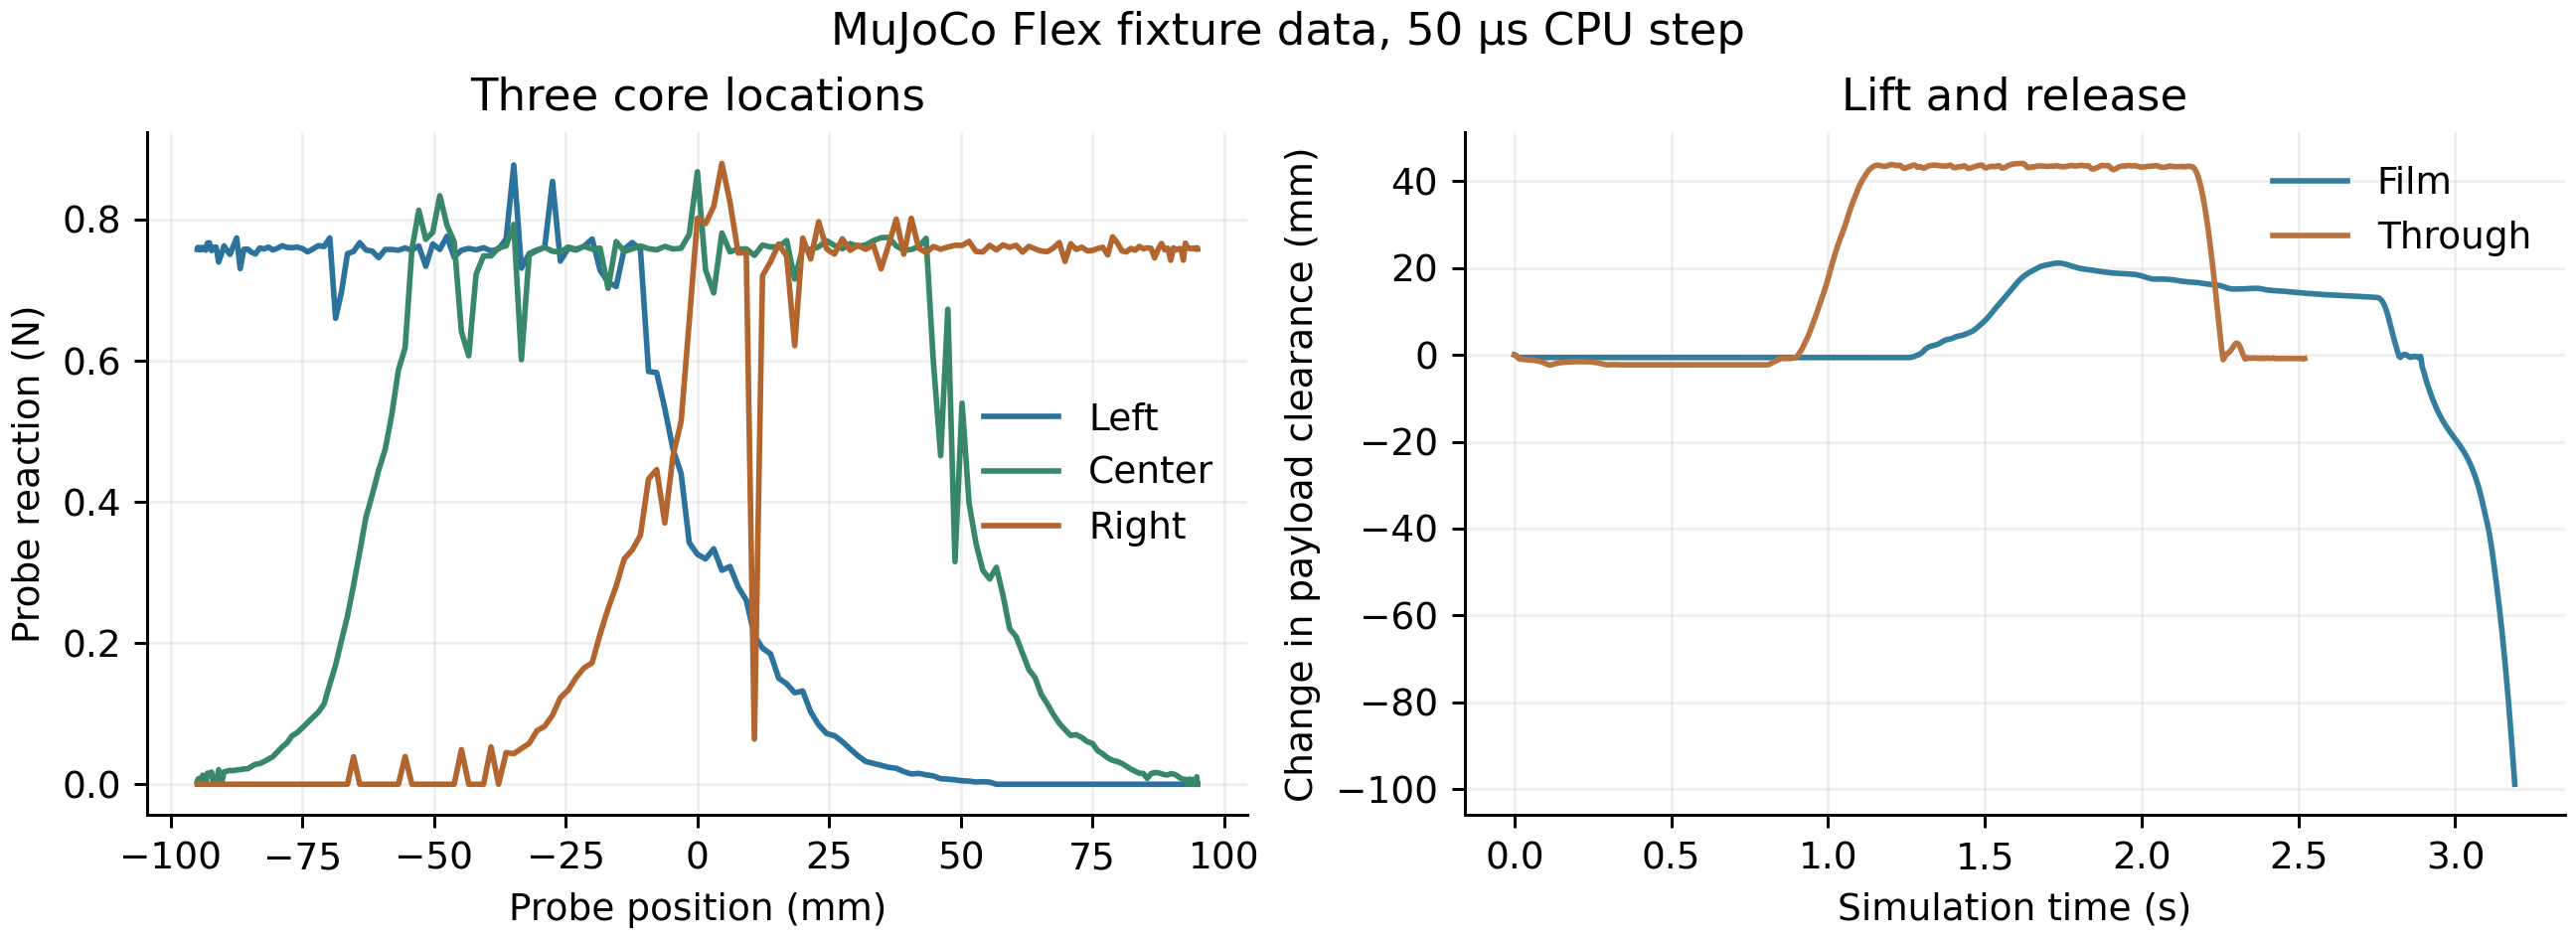 MuJoCo Flex fixture data, 50 µs CPU step
Three core locations
Probe reaction (N)
0.8
0.6
0.4
0.2
0.0
Left
Center
Right
−100 −75 −50 −25 0 25 50 75 100
Probe position (mm)
Lift and release
Change in payload clearance (mm)
40
20
0
−20
−40
−60
−80
−100
Film
Through
0.0 0.5 1.0 1.5 2.0 2.5 3.0
Simulation time (s)